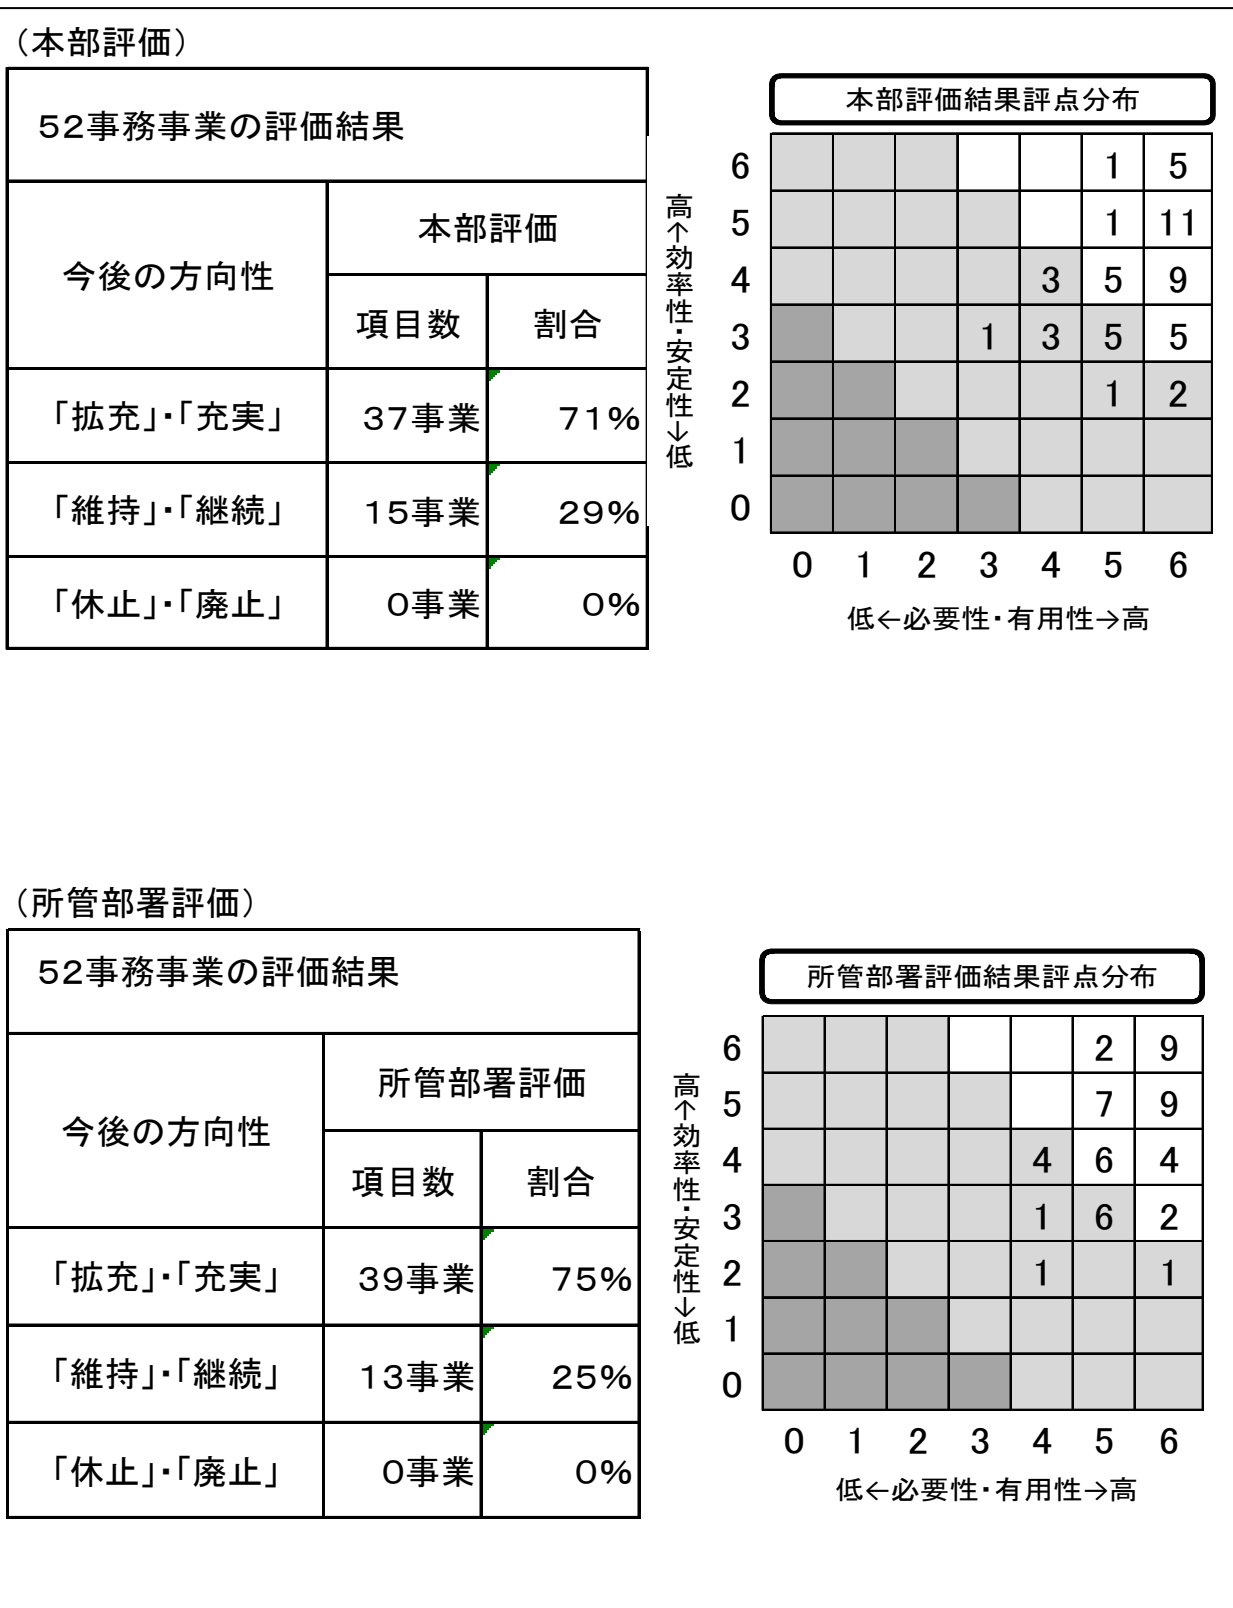 （本部評価）
52事務事業の評価結果
今後の方向性
本部評価
項目数 割合
「拡充」・「充実」 37事業 71%
「維持」・「継続」 15事業 29%
「休止」・「廃止」 0事業 0%
本部評価結果評点分布
高↑効率性・安定性↓低
6 1 5
5 1 11
4 3 5 9
3 1 3 5 5
2 1 2
1
0
0 1 2 3 4 5 6
低←必要性・有用性→高
（所管部署評価）
52事務事業の評価結果
今後の方向性
所管部署評価
項目数 割合
「拡充」・「充実」 39事業 75%
「維持」・「継続」 13事業 25%
「休止」・「廃止」 0事業 0%
所管部署評価結果評点分布
高↑効率性・安定性↓低
6 2 9
5 7 9
4 4 6 4
3 1 6 2
2 1 1
1
0
0 1 2 3 4 5 6
低←必要性・有用性→高